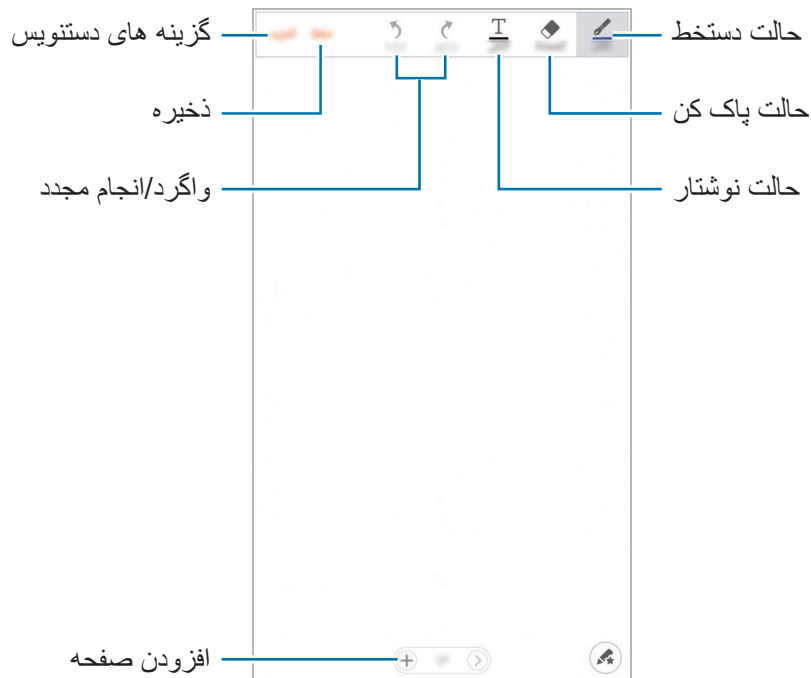 حالت دستخط
حالت پاک کن
حالت نوشتار
گزینه های دستنویس
ذخیره
واگرد/انجام مجدد
T
افزودن صفحه